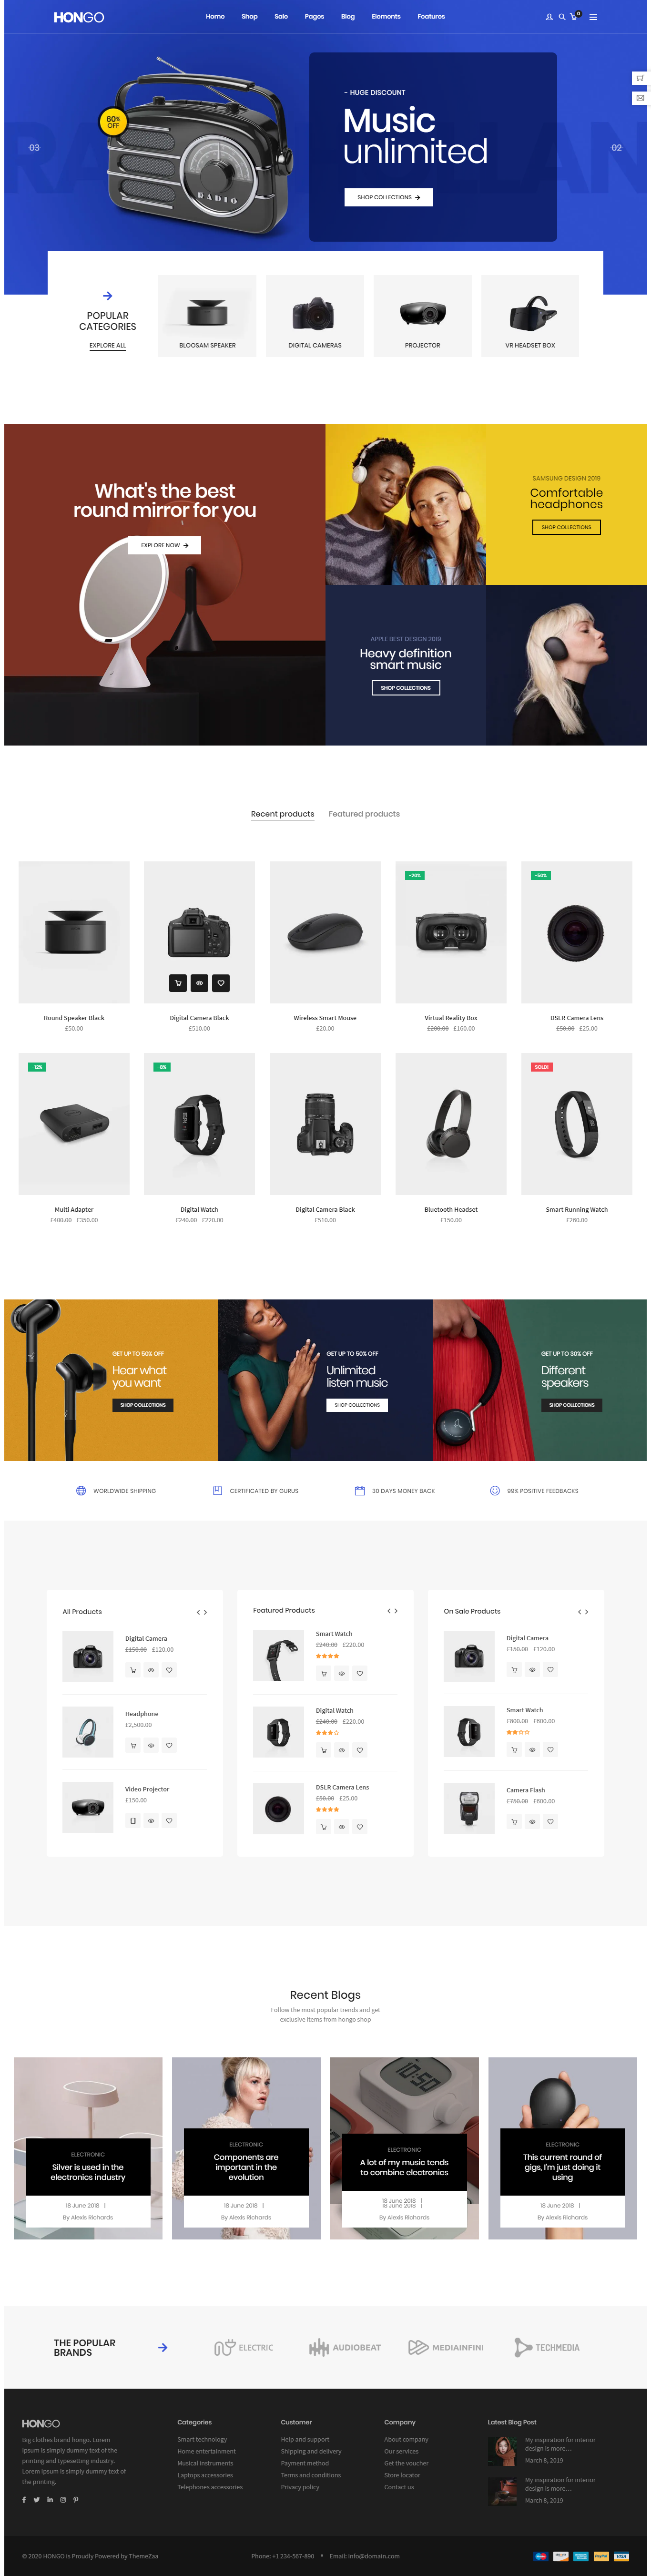 HONGO
Home Shop Sale Pages Blog Elements Features
0
60%
OFF
RADIO
- HUGE DISCOUNT
Music
unlimited
SHOP COLLECTIONS
03
02
POPULAR
CATEGORIES
EXPLORE ALL
BLOOSAM SPEAKER
DIGITAL CAMERAS
PROJECTOR
VR HEADSET BOX
What's the best
round mirror for you
EXPLORE NOW
SAMSUNG DESIGN 2019
Comfortable
headphones
SHOP COLLECTIONS
APPLE BEST DESIGN 2019
Heavy definition
smart music
SHOP COLLECTIONS
Recent products Featured products
-20%
-50%
Round Speaker Black
£50.00
Digital Camera Black
£510.00
Wireless Smart Mouse
£20.00
Virtual Reality Box
£200.00 £160.00
DSLR Camera Lens
£50.00 £25.00
-12%
-8%
SOLD!
Multi Adapter
£400.00 £350.00
Digital Watch
£240.00 £220.00
Digital Camera Black
£510.00
Bluetooth Headset
£150.00
Smart Running Watch
£260.00
GET UP TO 50% OFF
Hear what
you want
SHOP COLLECTIONS
GET UP TO 50% OFF
Unlimited
listen music
SHOP COLLECTIONS
GET UP TO 30% OFF
Different
speakers
SHOP COLLECTIONS
WORLDWIDE SHIPPING
CERTIFICATED BY GURUS
30 DAYS MONEY BACK
99% POSITIVE FEEDBACKS
All Products
Digital Camera
£150.00 £120.00
Headphone
£2,500.00
Video Projector
£150.00
Featured Products
Smart Watch
£240.00 £220.00
Digital Watch
£240.00 £220.00
DSLR Camera Lens
£50.00 £25.00
On Sale Products
Digital Camera
£150.00 £120.00
Smart Watch
£800.00 £600.00
Camera Flash
£750.00 £600.00
Recent Blogs
Follow the most popular trends and get
exclusive items from hongo shop
ELECTRONIC
Silver is used in the
electronics industry
18 June 2018 |
By Alexis Richards
ELECTRONIC
Components are
important in the
evolution
18 June 2018 |
By Alexis Richards
10:50
ELECTRONIC
A lot of my music tends
to combine electronics
18 June 2018 |
18 June 2018 |
By Alexis Richards
ELECTRONIC
This current round of
gigs, I'm just doing it
using
18 June 2018 |
By Alexis Richards
THE POPULAR
BRANDS
ELECTRIC
AUDIOBEAT
MEDIAINFINI
TECHMEDIA
HONGO
Big clothes brand hongo. Lorem
Ipsum is simply dummy text of the
printing and typesetting industry.
Lorem Ipsum is simply dummy text of
the printing.
Categories
Smart technology
Home entertainment
Musical instruments
Laptops accessories
Telephones accessories
Customer
Help and support
Shipping and delivery
Payment method
Terms and conditions
Privacy policy
Company
About company
Our services
Get the voucher
Store locator
Contact us
Latest Blog Post
My inspiration for interior
design is more...
March 8, 2019
My inspiration for interior
design is more...
March 8, 2019
© 2020 HONGO is Proudly Powered by ThemeZaa
Phone: +1 234-567-890 • Email: info@domain.com
PayPal
VISA